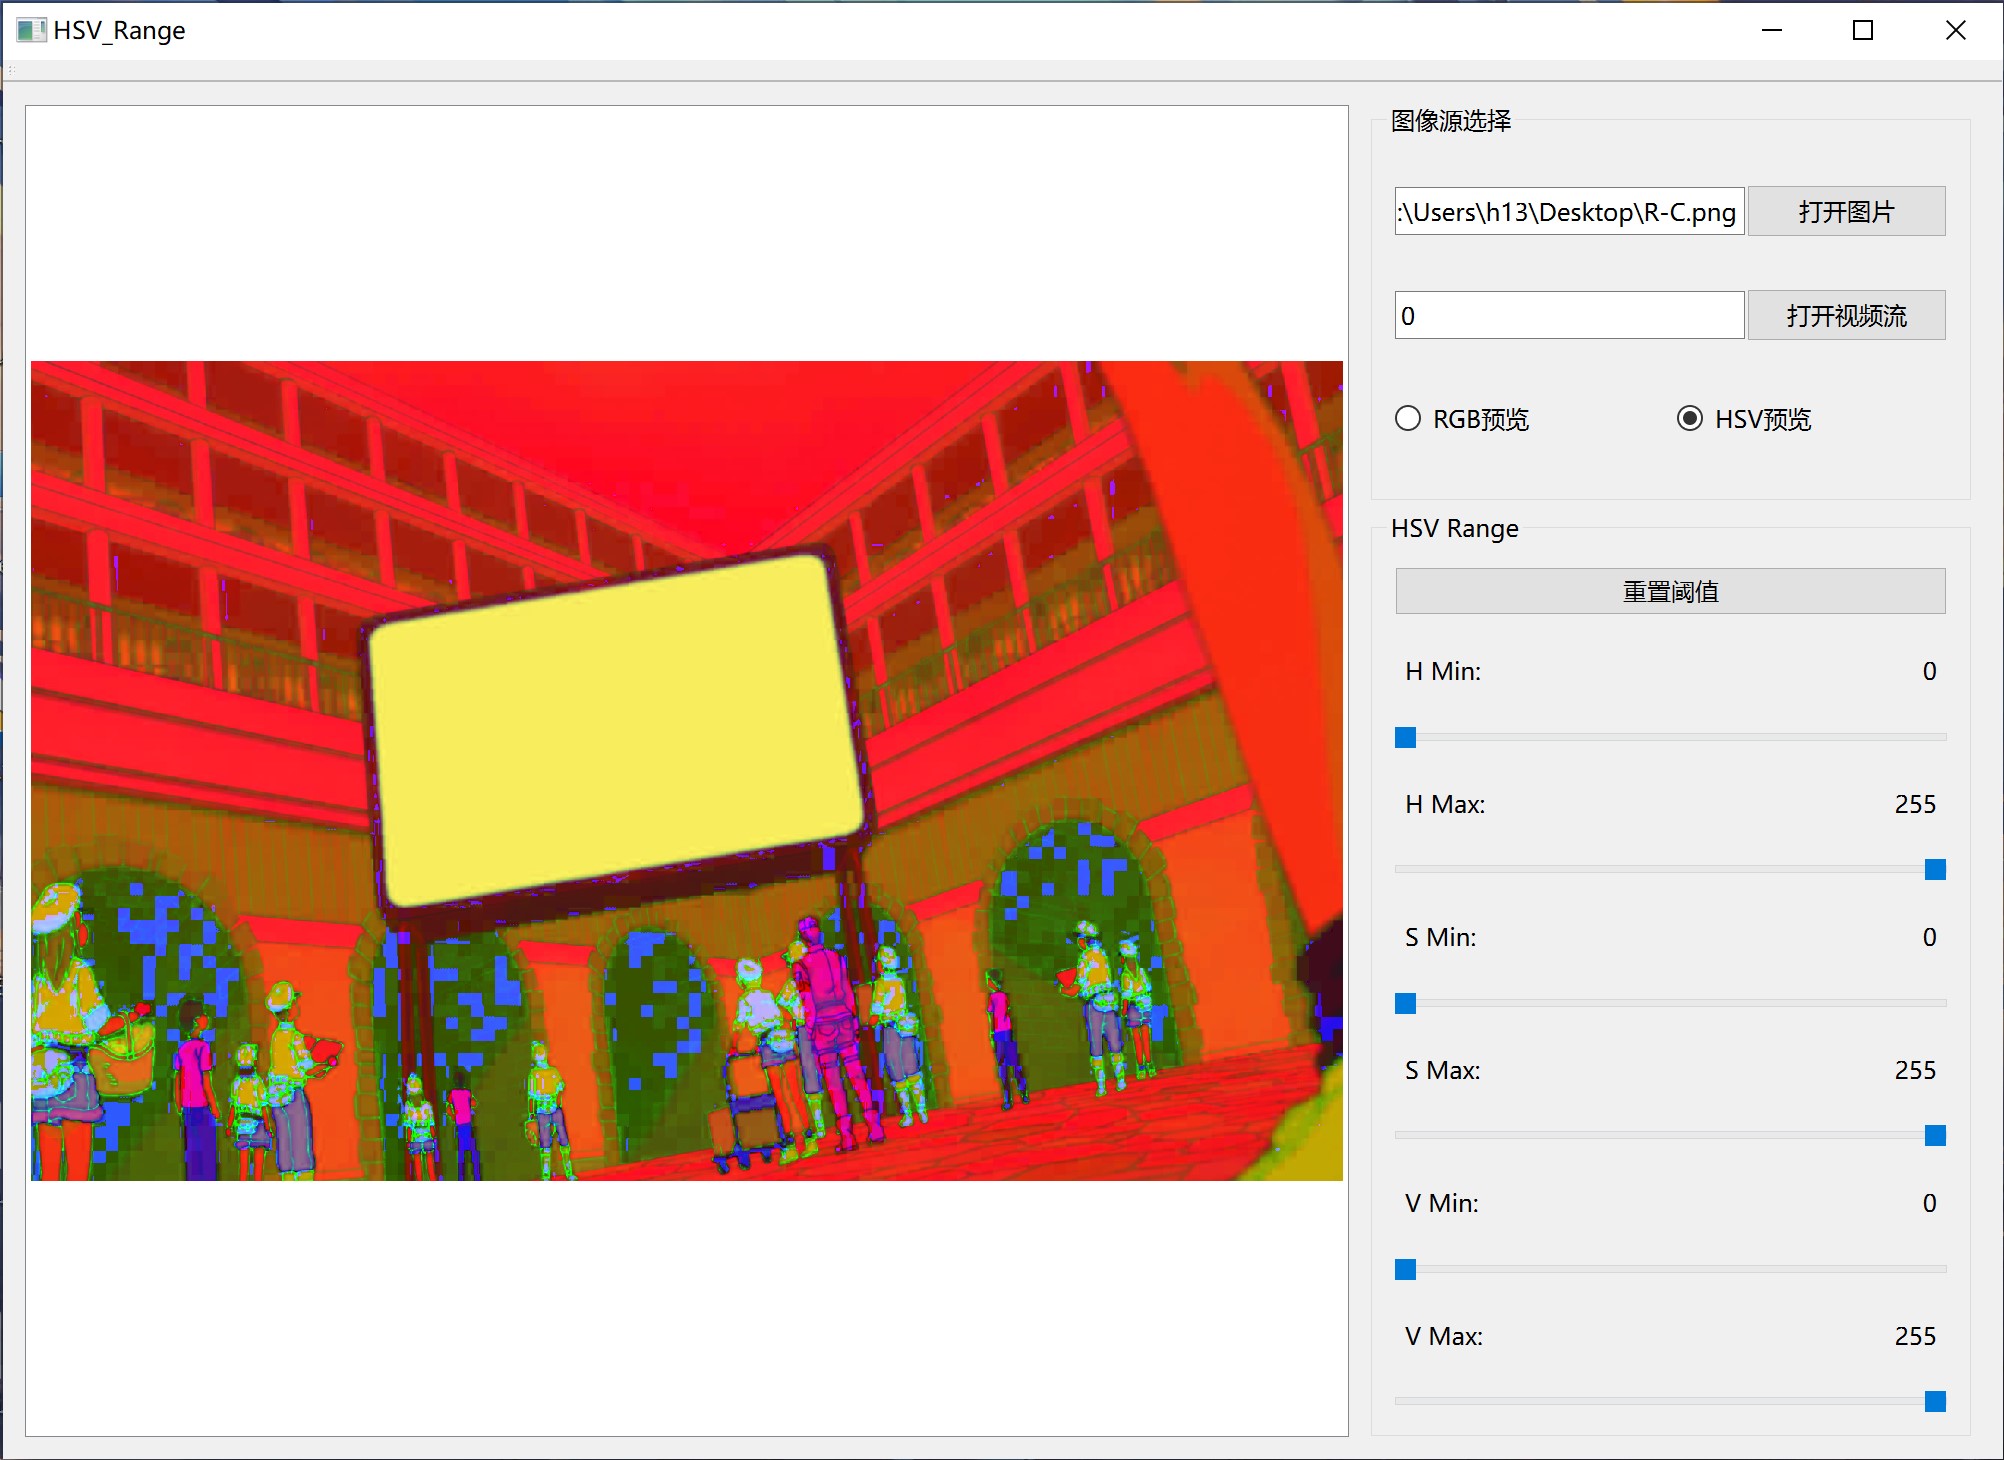 HSV_Range
图像源选择
:\Users\h13\Desktop\R-C.png
打开图片
0
打开视频流
RGB预览
HSV预览
HSV Range
重置阈值
H Min:
0
H Max:
255
S Min:
0
S Max:
255
V Min:
0
V Max:
255